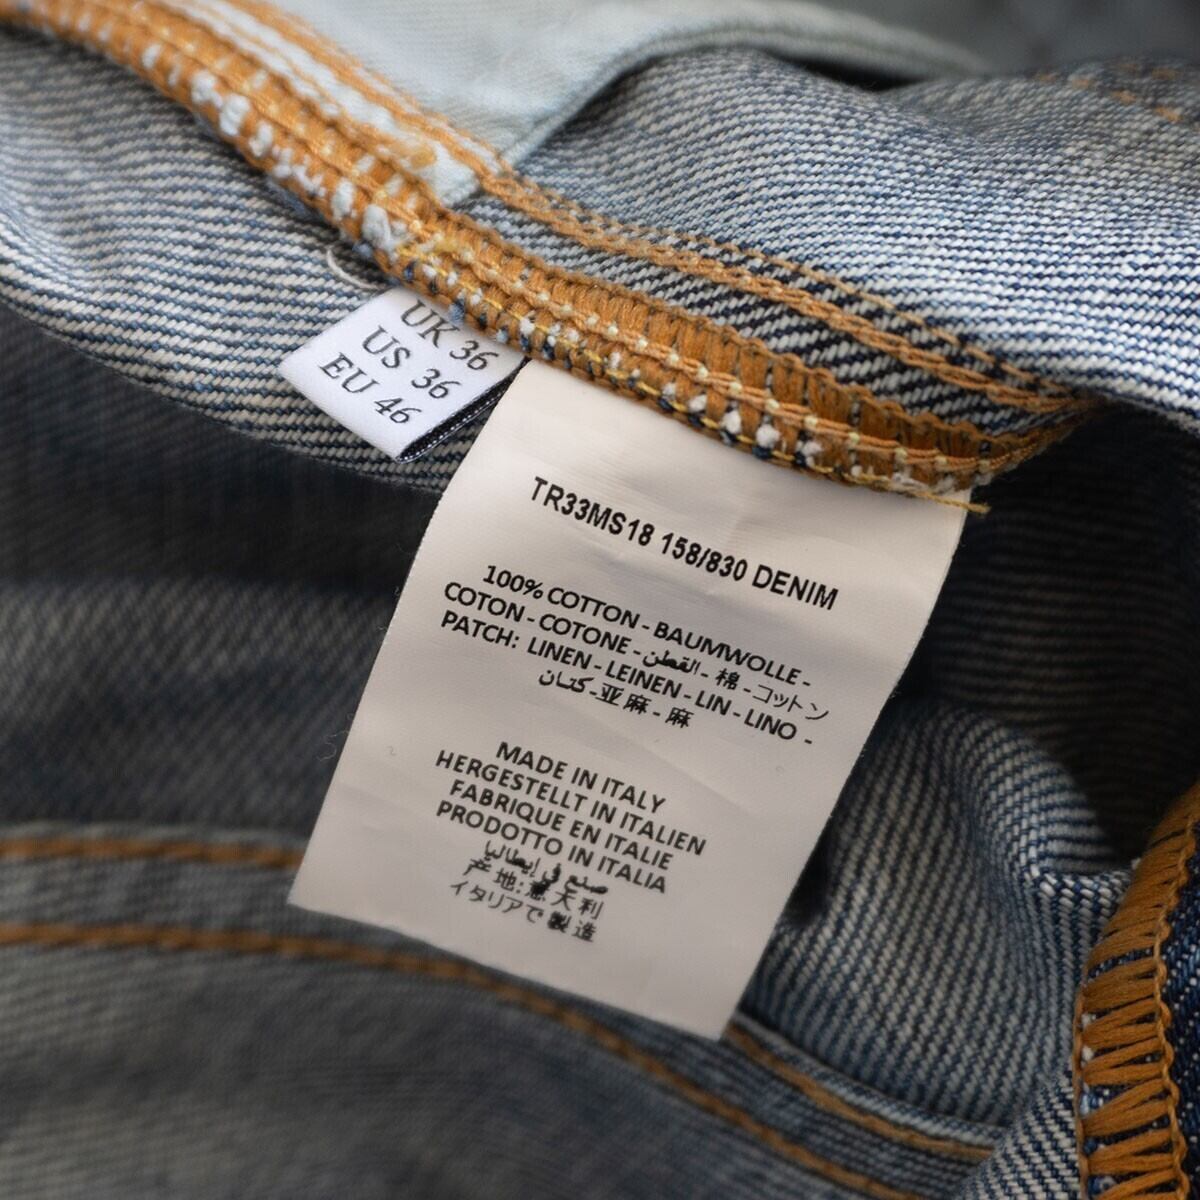 UK 36
US 36
EU 46
TR33MS18 158/830 DENIM
100% COTTON - BAUMWOLLE -
COTON - COTONE - القطن - 棉 - コットン
PATCH: LINEN - LEINEN - LIN - LINO -
كتان - 亚麻 - 麻
MADE IN ITALY
HERGESTELLT IN ITALIEN
FABRIQUE EN ITALIE
PRODOTTO IN ITALIA
صنع في إيطاليا
产地: 意大利
イタリアで製造